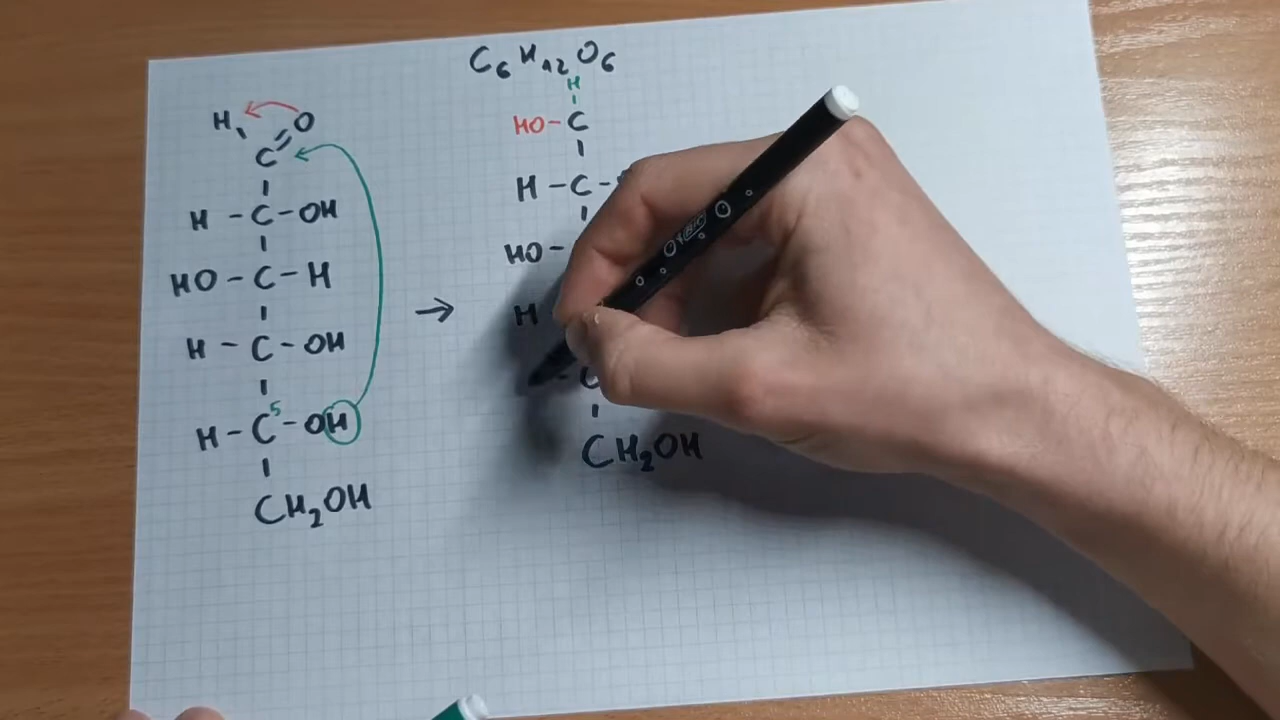 C₆H₁₂O₆
H O
C
H - C - OH
HO - C - H
H - C - OH
H - C⁵ - OH
CH₂OH
→
H
HO - C
H - C -
HO -
H
- C
CH₂OH
BIC